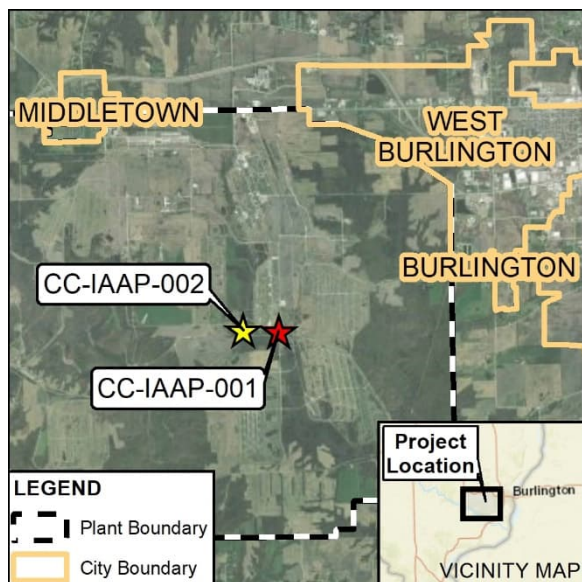 MIDDLETOWN
WEST
BURLINGTON
BURLINGTON
CC-IAAP-002
CC-IAAP-001
Project
Location
Burlington
LEGEND
Plant Boundary
City Boundary
VICINITY MAP